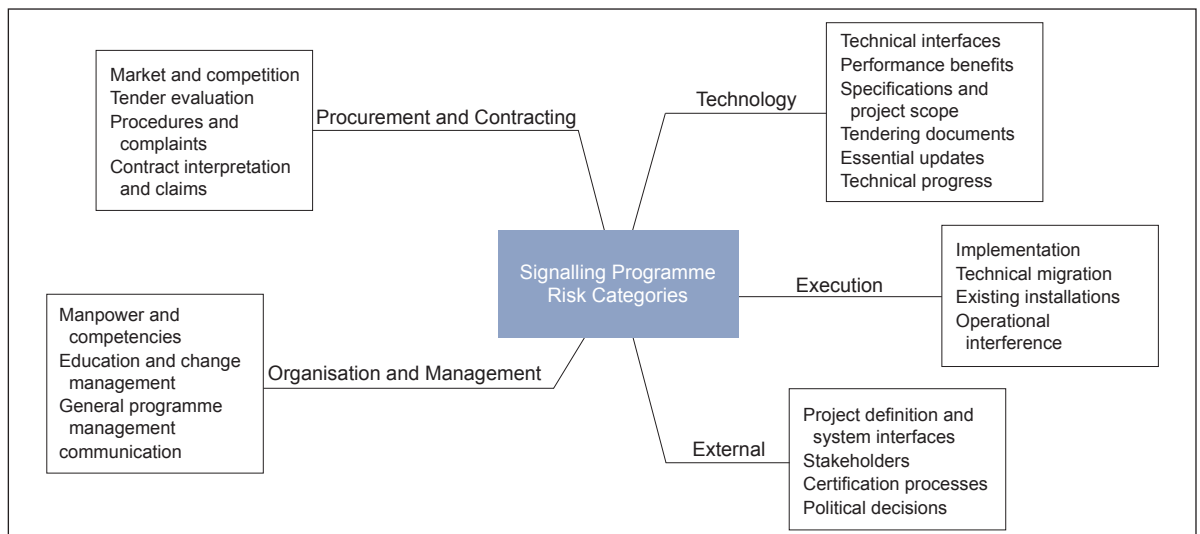 Market and competition
Tender evaluation
Procedures and
complaints
Contract interpretation
and claims
Procurement and Contracting
Technology
Technical interfaces
Performance benefits
Specifications and
project scope
Tendering documents
Essential updates
Technical progress
Signalling Programme
Risk Categories
Execution
Implementation
Technical migration
Existing installations
Operational
interference
Manpower and
competencies
Education and change
management
General programme
management
communication
Organisation and Management
External
Project definition and
system interfaces
Stakeholders
Certification processes
Political decisions